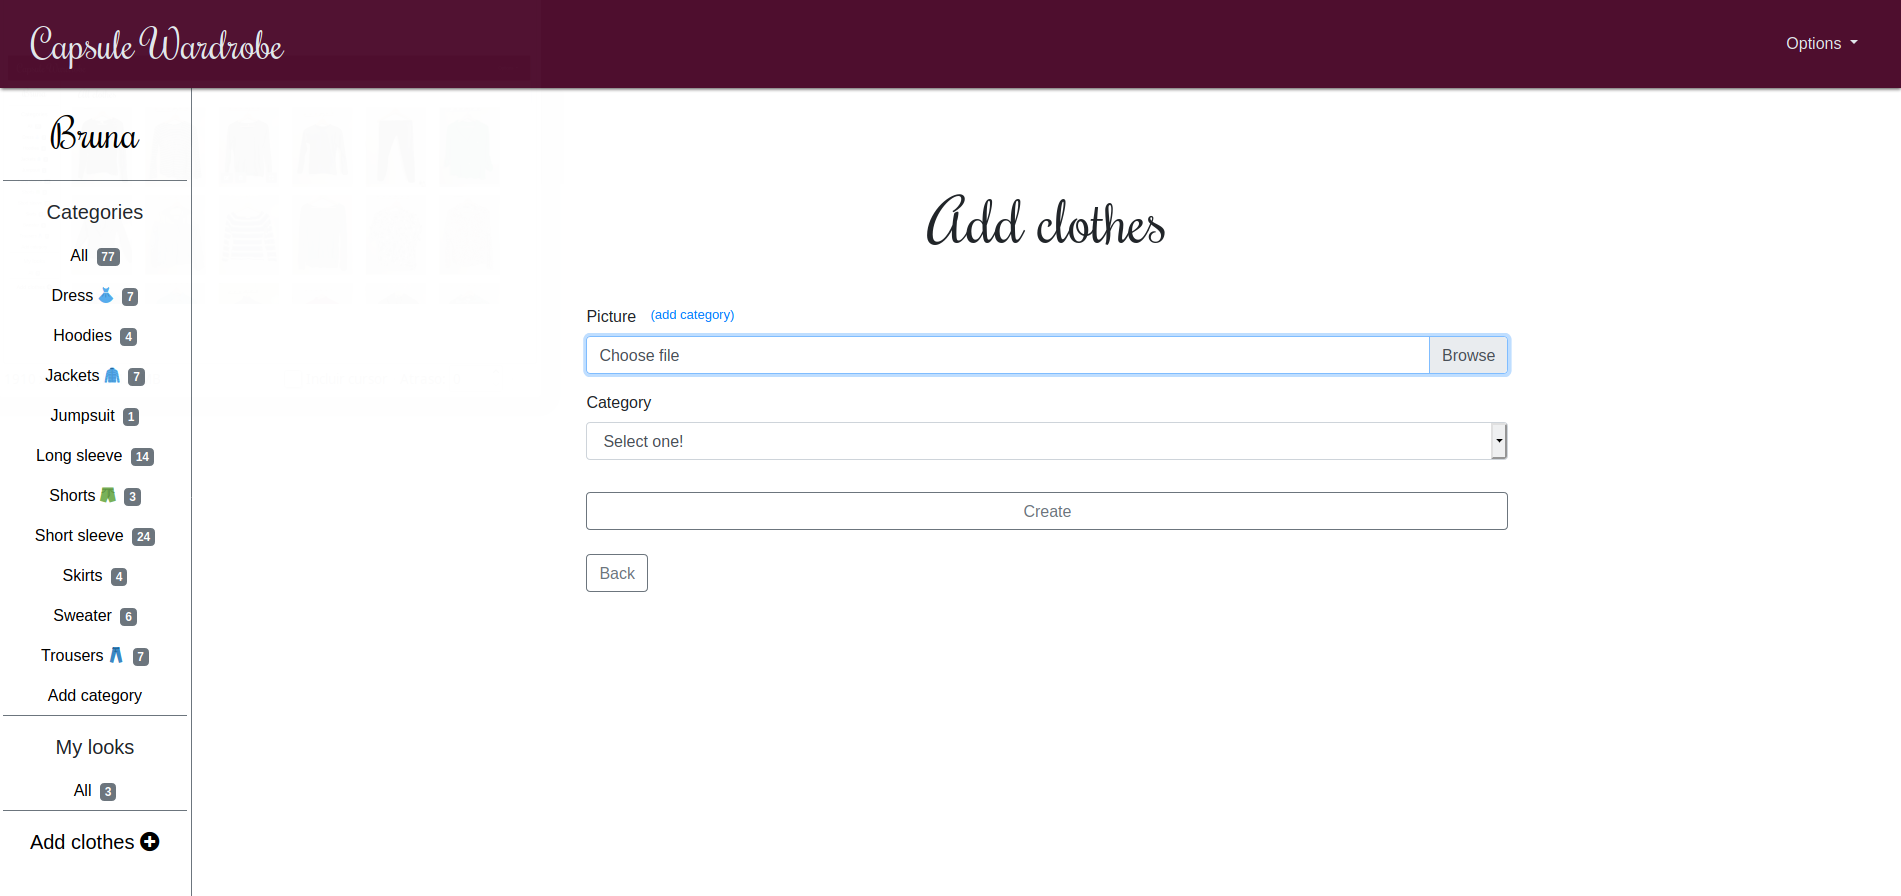 Capsule Wardrobe
Options
Bruna
Categories
All 77
Dress 7
Hoodies 4
Jackets 7
Jumpsuit 1
Long sleeve 14
Shorts 3
Short sleeve 24
Skirts 4
Sweater 6
Trousers 7
Add category
My looks
All 3
Add clothes
Add clothes
Picture (add category)
Choose file Browse
Category
Select one!
Create
Back